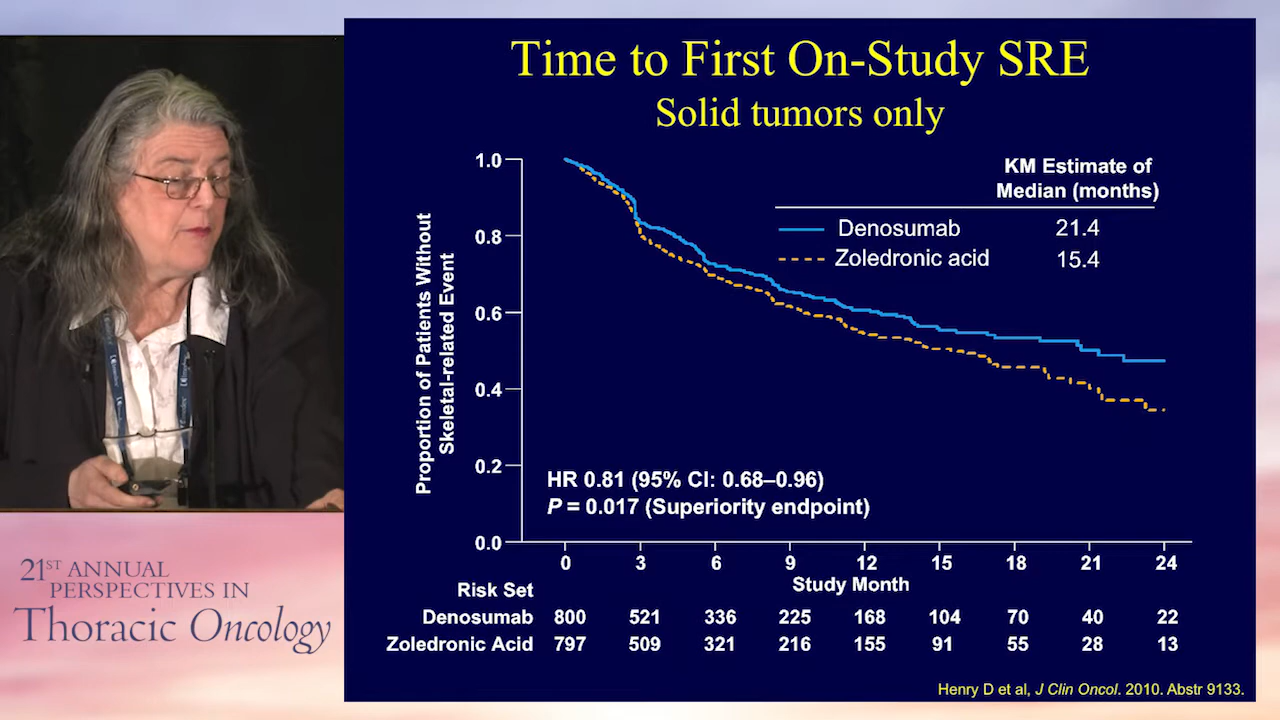 Time to First On-Study SRE
Solid tumors only
KM Estimate of
Median (months)
Denosumab 21.4
Zoledronic acid 15.4
Proportion of Patients Without
Skeletal-related Event
1.0
0.8
0.6
0.4
0.2
0.0
HR 0.81 (95% CI: 0.68–0.96)
P = 0.017 (Superiority endpoint)
0 3 6 9 12 15 18 21 24
Study Month
Risk Set
Denosumab 800 521 336 225 168 104 70 40 22
Zoledronic Acid 797 509 321 216 155 91 55 28 13
Henry D et al, J Clin Oncol. 2010. Abstr 9133.
21ST ANNUAL
PERSPECTIVES IN
Thoracic Oncology